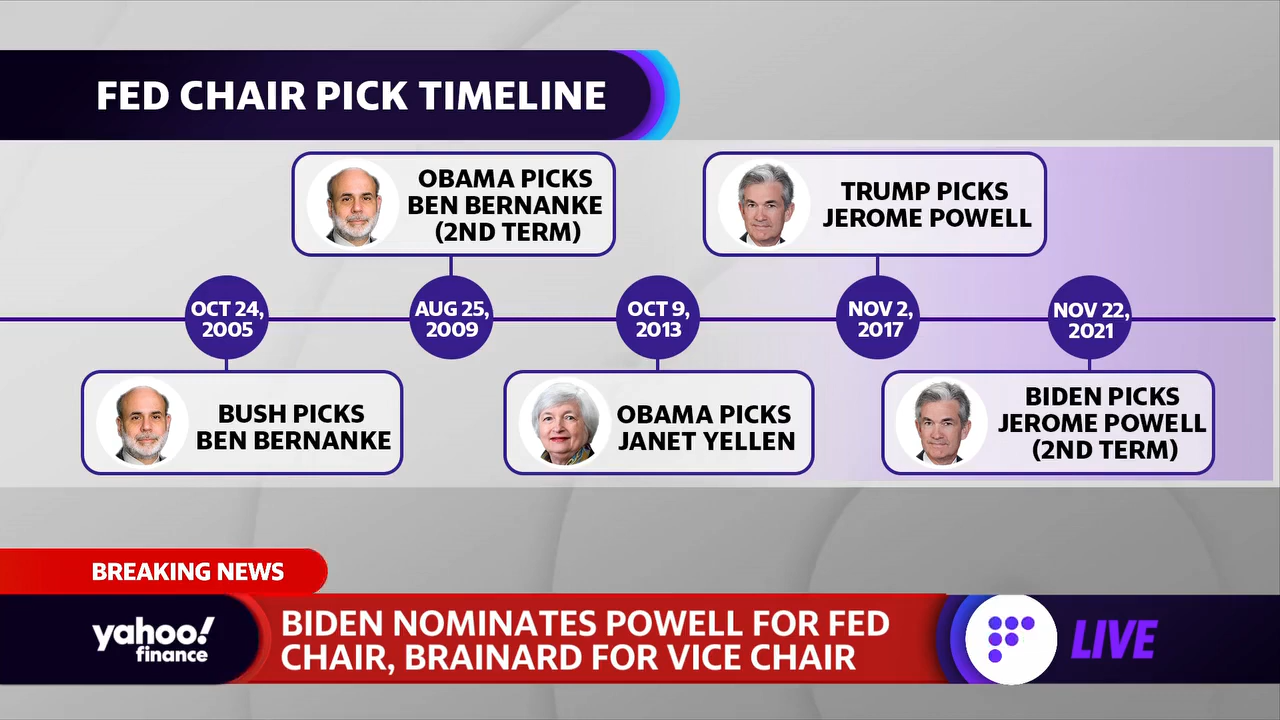 FED CHAIR PICK TIMELINE
OBAMA PICKS
BEN BERNANKE
(2ND TERM)
TRUMP PICKS
JEROME POWELL
OCT 24,
2005
AUG 25,
2009
OCT 9,
2013
NOV 2,
2017
NOV 22,
2021
BUSH PICKS
BEN BERNANKE
OBAMA PICKS
JANET YELLEN
BIDEN PICKS
JEROME POWELL
(2ND TERM)
BREAKING NEWS
yahoo!
finance
BIDEN NOMINATES POWELL FOR FED
CHAIR, BRAINARD FOR VICE CHAIR
LIVE